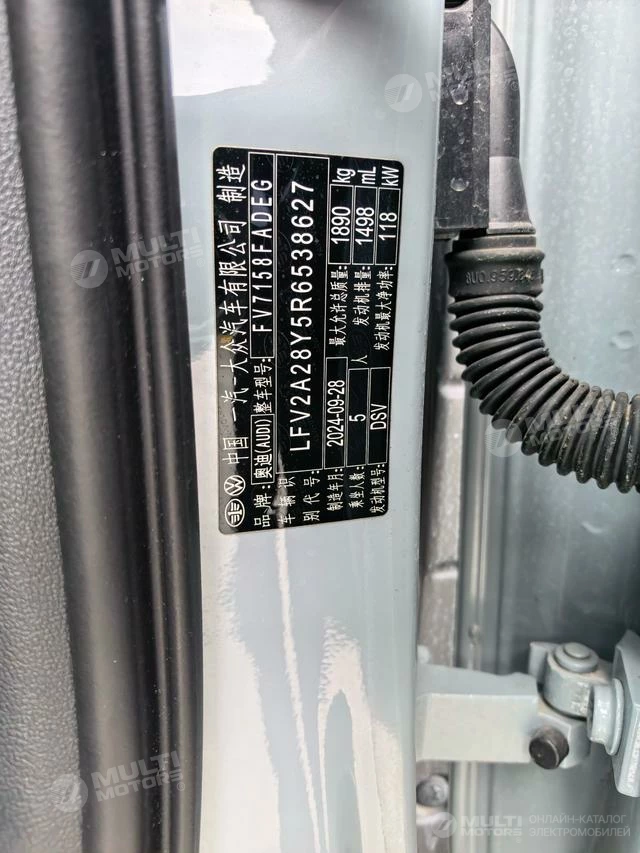 中国 一汽-大众汽车有限公司 制造
品牌: 奥迪(AUDI) 整车型号: FV7158FADEG
车辆识别代号: LFV2A28Y5R6538627
制造年月: 2024-09-28 最大允许总质量: 1890 kg
乘坐人数: 5 人 发动机排量: 1498 mL
发动机型号: DSV 发动机最大净功率: 118 kW
MULTI MOTORS
MULTI MOTORS
MULTI MOTORS
MULTI MOTORS ОНЛАЙН-КАТАЛОГ
ЭЛЕКТРОМОБИЛЕЙ